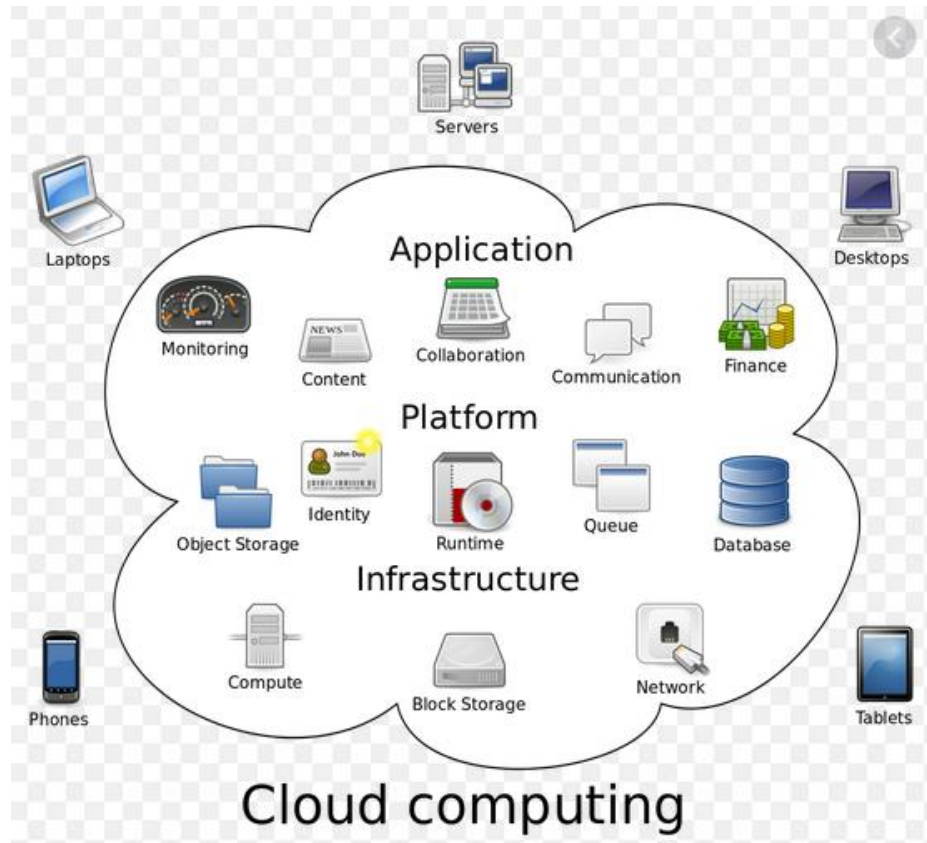 Servers
Laptops
Desktops
Application
Monitoring
NEWS
Content
Collaboration
Communication
Finance
Platform
Object Storage
John Doe
Identity
Runtime
Queue
Database
Infrastructure
Compute
Block Storage
Network
Phones
Tablets
Cloud computing